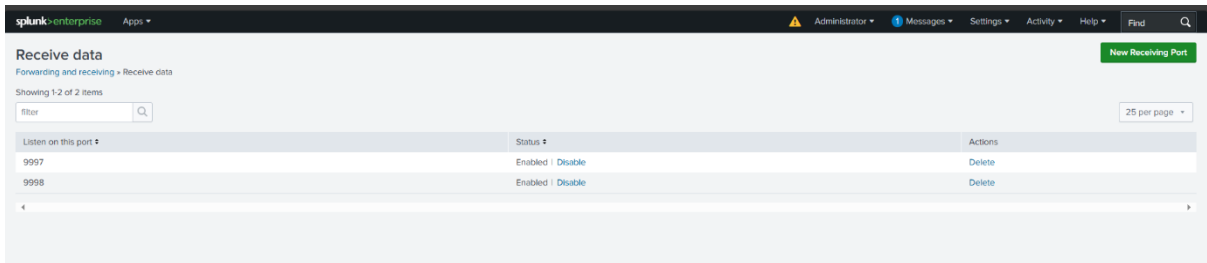 splunk>enterprise Apps Administrator 1 Messages Settings Activity Help Find
Receive data
New Receiving Port
Forwarding and receiving » Receive data
Showing 1-2 of 2 items
filter
25 per page
Listen on this port Status Actions
9997 Enabled | Disable Delete
9998 Enabled | Disable Delete